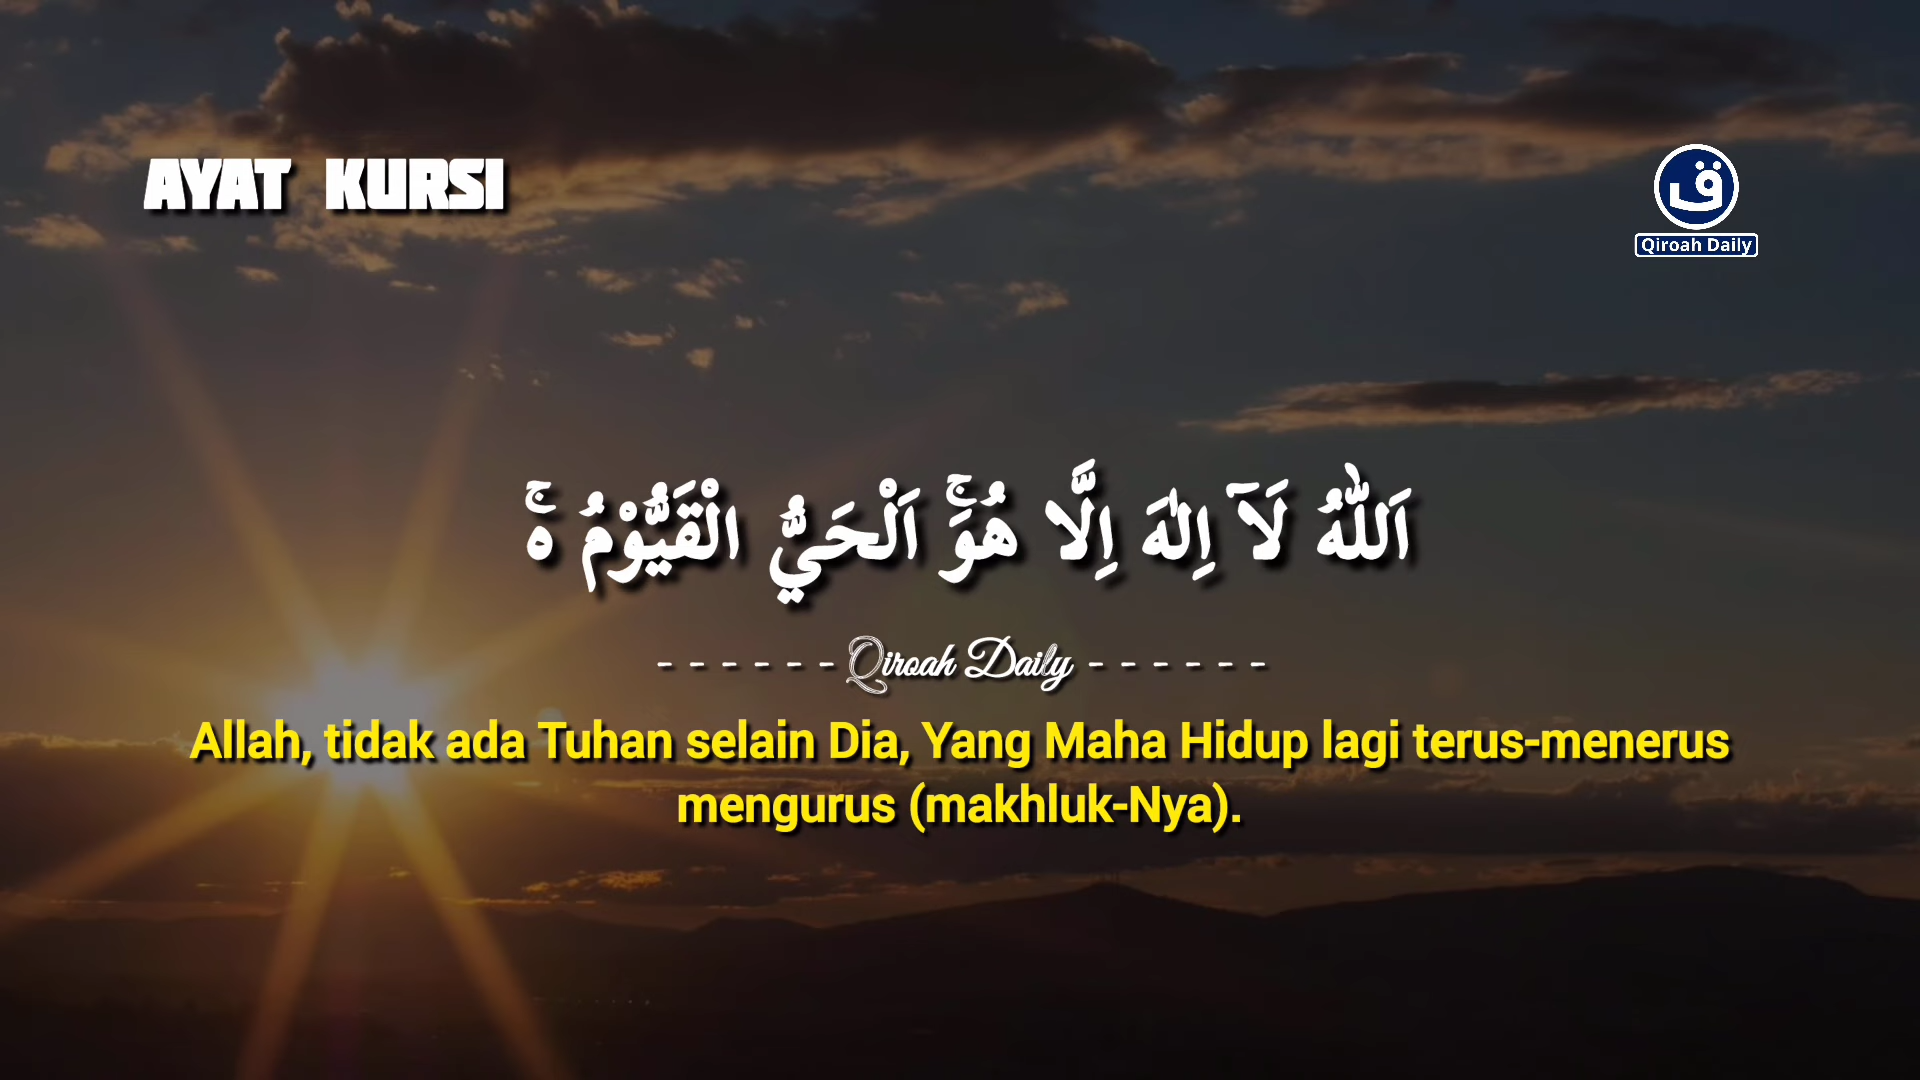 AYAT KURSI
ق
Qiroah Daily
اَللّٰهُ لَآ اِلٰهَ اِلَّا هُوَۚ اَلْحَيُّ الْقَيُّوْمُ ەۚ
- - - - - - Qiroah Daily - - - - - -
Allah, tidak ada Tuhan selain Dia, Yang Maha Hidup lagi terus-menerus
mengurus (makhluk-Nya).